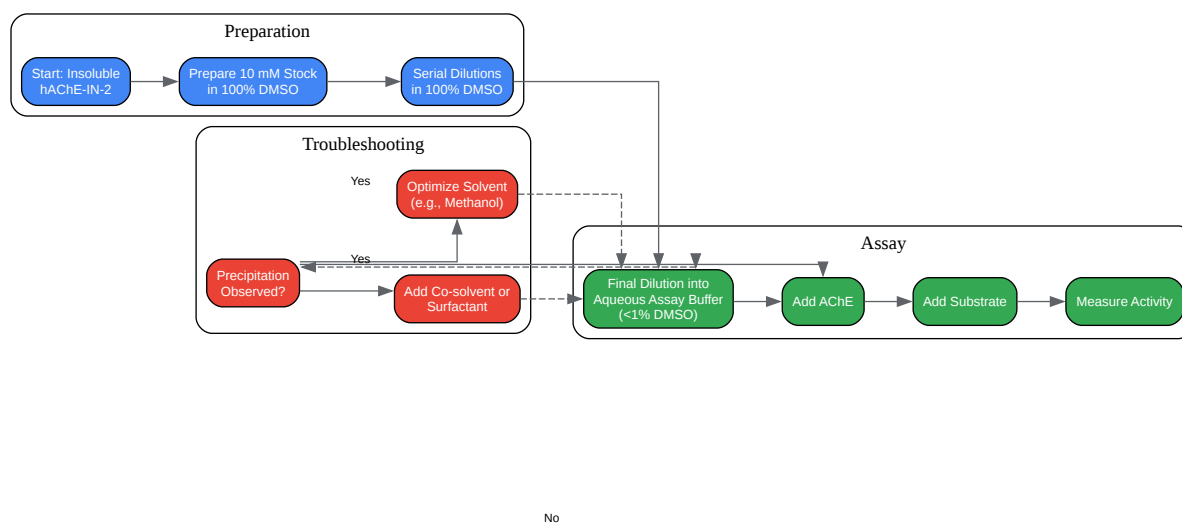 Preparation
Start: Insoluble
hAChE-IN-2
Prepare 10 mM Stock
in 100% DMSO
Serial Dilutions
in 100% DMSO
Troubleshooting
Yes
Optimize Solvent
(e.g., Methanol)
Yes
Precipitation
Observed?
Add Co-solvent or
Surfactant
Assay
Final Dilution into
Aqueous Assay Buffer
(<1% DMSO)
Add AChE
Add Substrate
Measure Activity
No